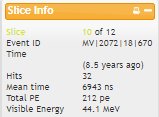 Slice Info
Slice 10 of 12
Event ID MV|2072|18|670
Time
(8.5 years ago)
Hits 32
Mean time 6943 ns
Total PE 212 pe
Visible Energy 44.1 MeV